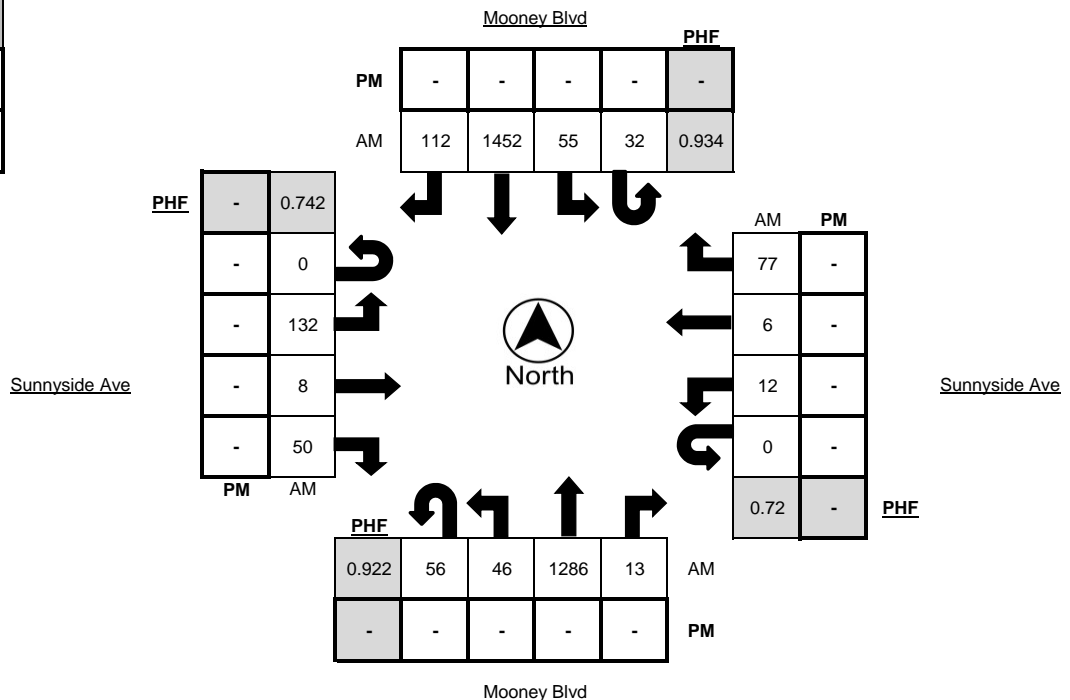 Mooney Blvd
PHF
PM - - - - -
AM 112 1452 55 32 0.934
PHF - 0.742
AM PM
- 0
77 -
- 132
6 -
North
Sunnyside Ave
- 8
12 -
Sunnyside Ave
- 50
0 -
PM AM
0.72 - PHF
PHF
0.922 56 46 1286 13 AM
- - - - - PM
Mooney Blvd